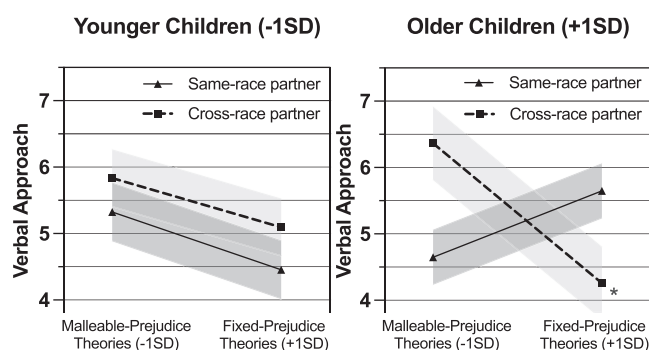 Younger Children (-1SD)
Verbal Approach
7
6
5
4
Same-race partner
Cross-race partner
Malleable-Prejudice
Theories (-1SD)
Fixed-Prejudice
Theories (+1SD)
Older Children (+1SD)
Verbal Approach
7
6
5
4
Same-race partner
Cross-race partner
*
Malleable-Prejudice
Theories (-1SD)
Fixed-Prejudice
Theories (+1SD)